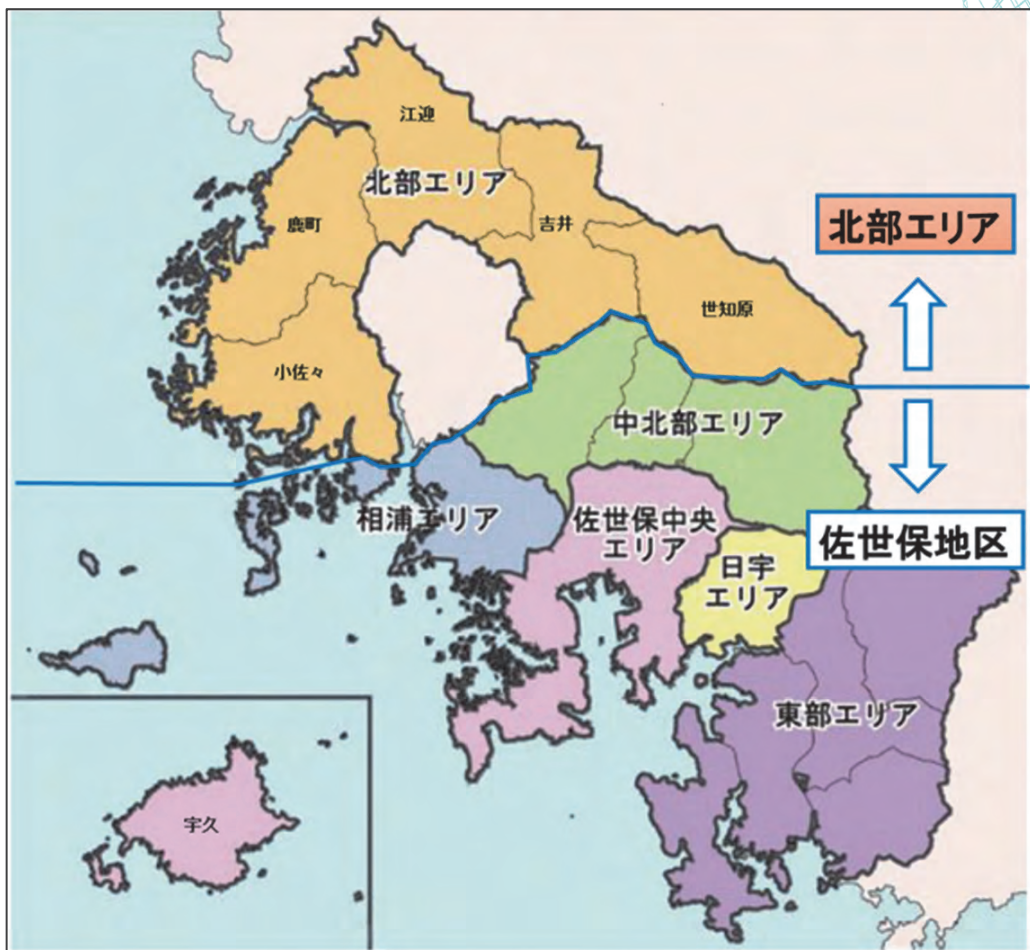 江迎
北部エリア
鹿町
吉井
北部エリア
世知原
小佐々
中北部エリア
相浦エリア
佐世保中央
エリア
佐世保地区
日宇
エリア
東部エリア
宇久